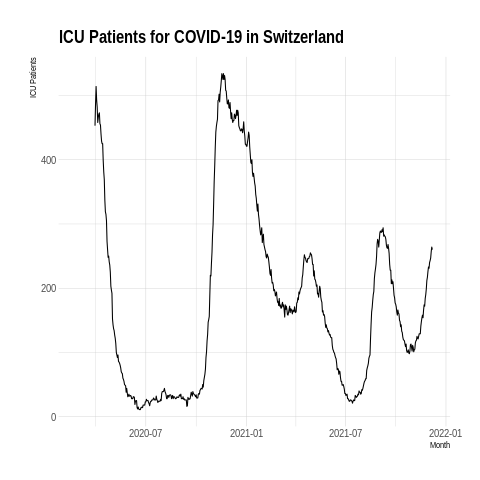 ICU Patients for COVID-19 in Switzerland
ICU Patients
400
200
0
2020-07 2021-01 2021-07 2022-01
Month